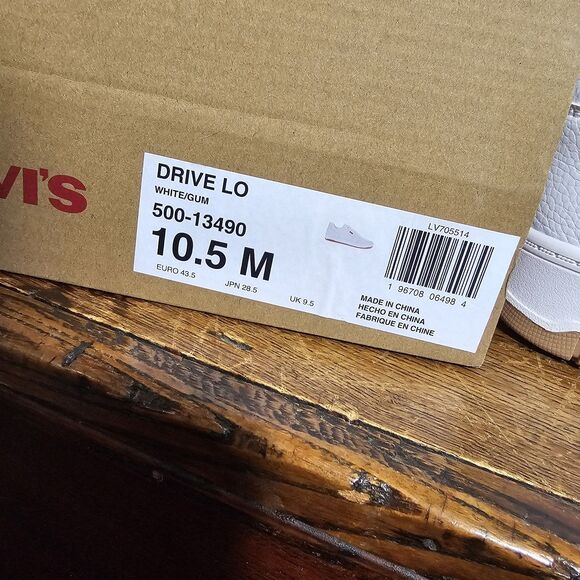 VI'S
DRIVE LO
WHITE/GUM
500-13490
10.5 M
EURO 43.5 JPN 28.5 UK 9.5
LV705514
1 96708 06498 4
MADE IN CHINA
HECHO EN CHINA
FABRIQUE EN CHINE